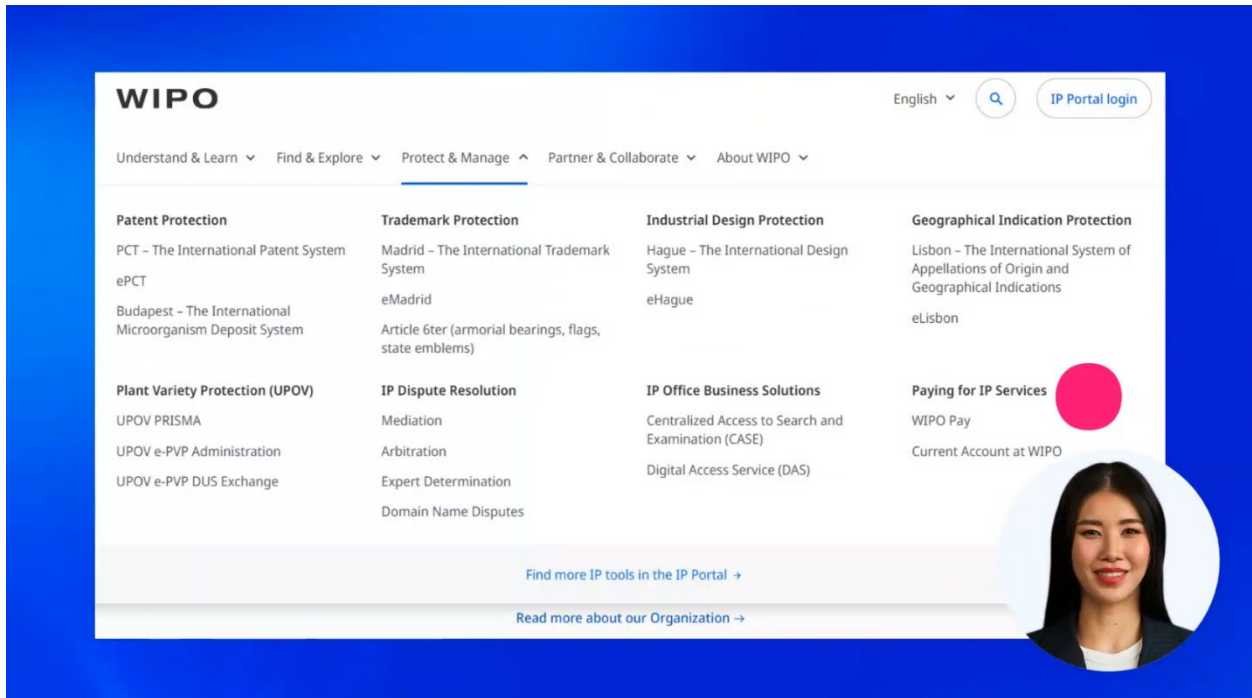 WIPO
English
IP Portal login
Understand & Learn
Find & Explore
Protect & Manage
Partner & Collaborate
About WIPO
Patent Protection
PCT – The International Patent System
ePCT
Budapest – The International
Microorganism Deposit System
Trademark Protection
Madrid – The International Trademark
System
eMadrid
Article 6ter (armorial bearings, flags,
state emblems)
Industrial Design Protection
Hague – The International Design
System
eHague
Geographical Indication Protection
Lisbon – The International System of
Appellations of Origin and
Geographical Indications
eLisbon
Plant Variety Protection (UPOV)
UPOV PRISMA
UPOV e-PVP Administration
UPOV e-PVP DUS Exchange
IP Dispute Resolution
Mediation
Arbitration
Expert Determination
Domain Name Disputes
IP Office Business Solutions
Centralized Access to Search and
Examination (CASE)
Digital Access Service (DAS)
Paying for IP Services
WIPO Pay
Current Account at WIPO
Find more IP tools in the IP Portal →
Read more about our Organization →